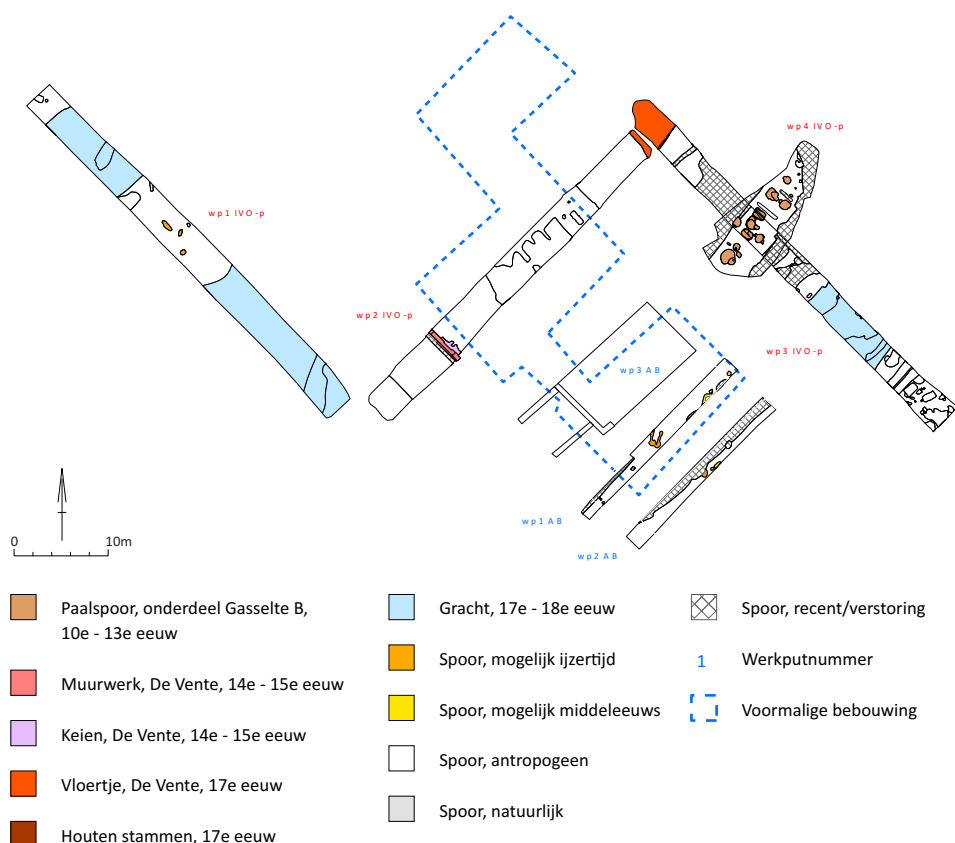 wp4 IVO-p
wp1 IVO-p
wp2 IVO-p
wp3 IVO-p
wp3 AB
wp1 AB
wp2 AB
0 10m
Paalspoor, onderdeel Gasselte B,
10e - 13e eeuw
Muurwerk, De Vente, 14e - 15e eeuw
Keien, De Vente, 14e - 15e eeuw
Vloertje, De Vente, 17e eeuw
Houten stammen, 17e eeuw
Gracht, 17e - 18e eeuw
Spoor, mogelijk ijzertijd
Spoor, mogelijk middeleeuws
Spoor, antropogeen
Spoor, natuurlijk
Spoor, recent/verstoring
1 Werkputnummer
Voormalige bebouwing